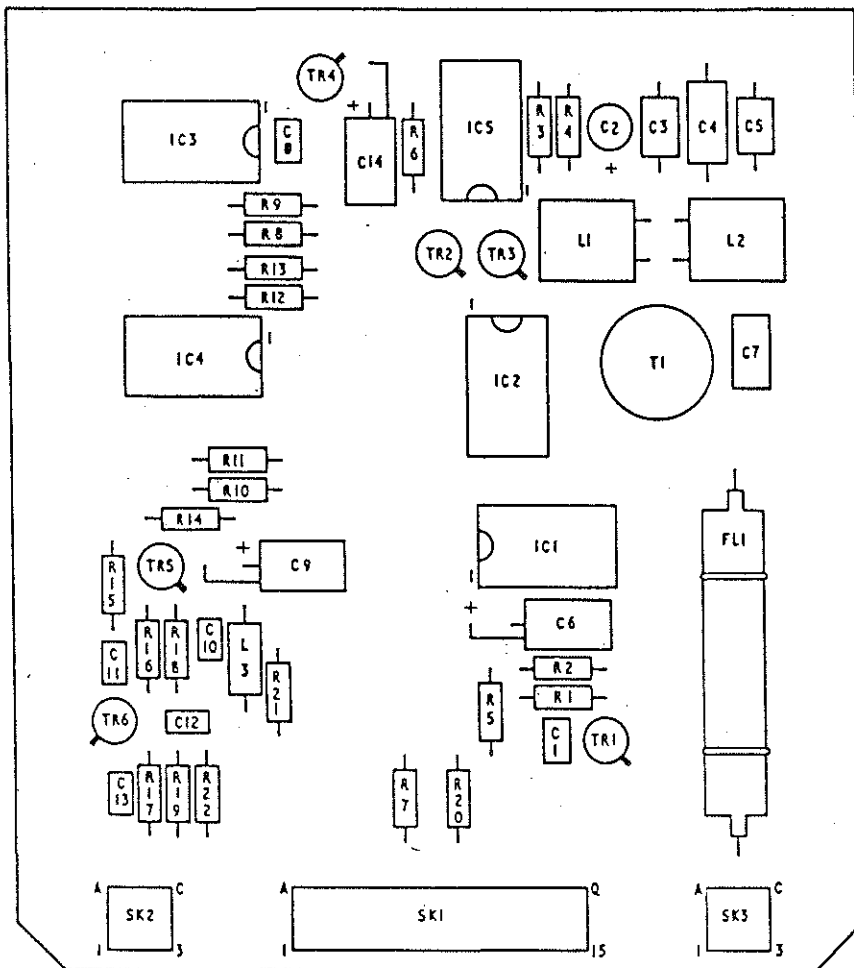 TR4
IC3
I
C8
+
C14
R6
IC5
I
R3
R4
C2
+
C3
C4
C5
R9
R8
R13
R12
TR2
TR3
L1
L2
IC4
I
I
IC2
T1
C7
R11
R10
R14
R15
TR5
+
C9
I
IC1
FL1
+
C6
R16
R18
C10
L3
C11
R21
R2
R1
R5
TR6
C12
C1
TR1
C13
R17
R19
R22
R7
R20
A C
SK2
1 3
A Q
SK1
1 15
A C
SK3
1 3